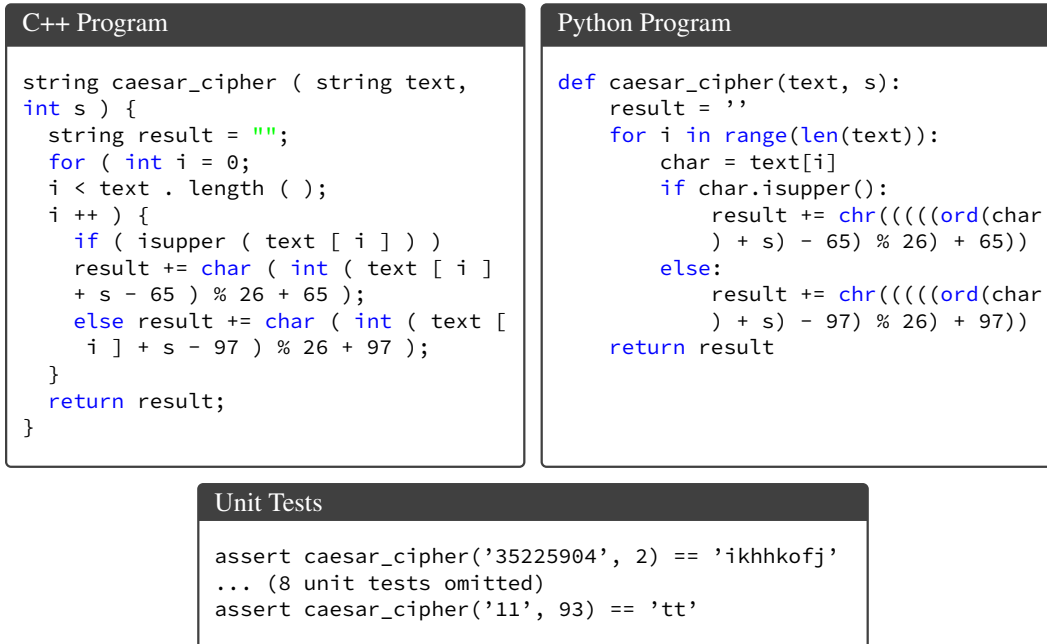 C++ Program
string caesar_cipher ( string text,
int s ) {
  string result = "";
  for ( int i = 0;
  i < text . length ( );
  i ++ ) {
    if ( isupper ( text [ i ] ) )
    result += char ( int ( text [ i ]
    + s - 65 ) % 26 + 65 );
    else result += char ( int ( text [
     i ] + s - 97 ) % 26 + 97 );
  }
  return result;
}
Python Program
def caesar_cipher(text, s):
    result = ’’
    for i in range(len(text)):
        char = text[i]
        if char.isupper():
            result += chr(((((ord(char
            ) + s) - 65) % 26) + 65))
        else:
            result += chr(((((ord(char
            ) + s) - 97) % 26) + 97))
    return result
Unit Tests
assert caesar_cipher(’35225904’, 2) == ’ikhhkofj’
... (8 unit tests omitted)
assert caesar_cipher(’11’, 93) == ’tt’